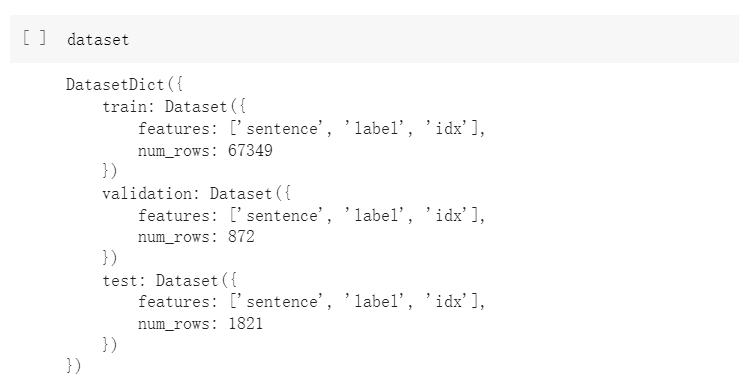 [ ] dataset
DatasetDict({
    train: Dataset({
        features: ['sentence', 'label', 'idx'],
        num_rows: 67349
    })
    validation: Dataset({
        features: ['sentence', 'label', 'idx'],
        num_rows: 872
    })
    test: Dataset({
        features: ['sentence', 'label', 'idx'],
        num_rows: 1821
    })
})